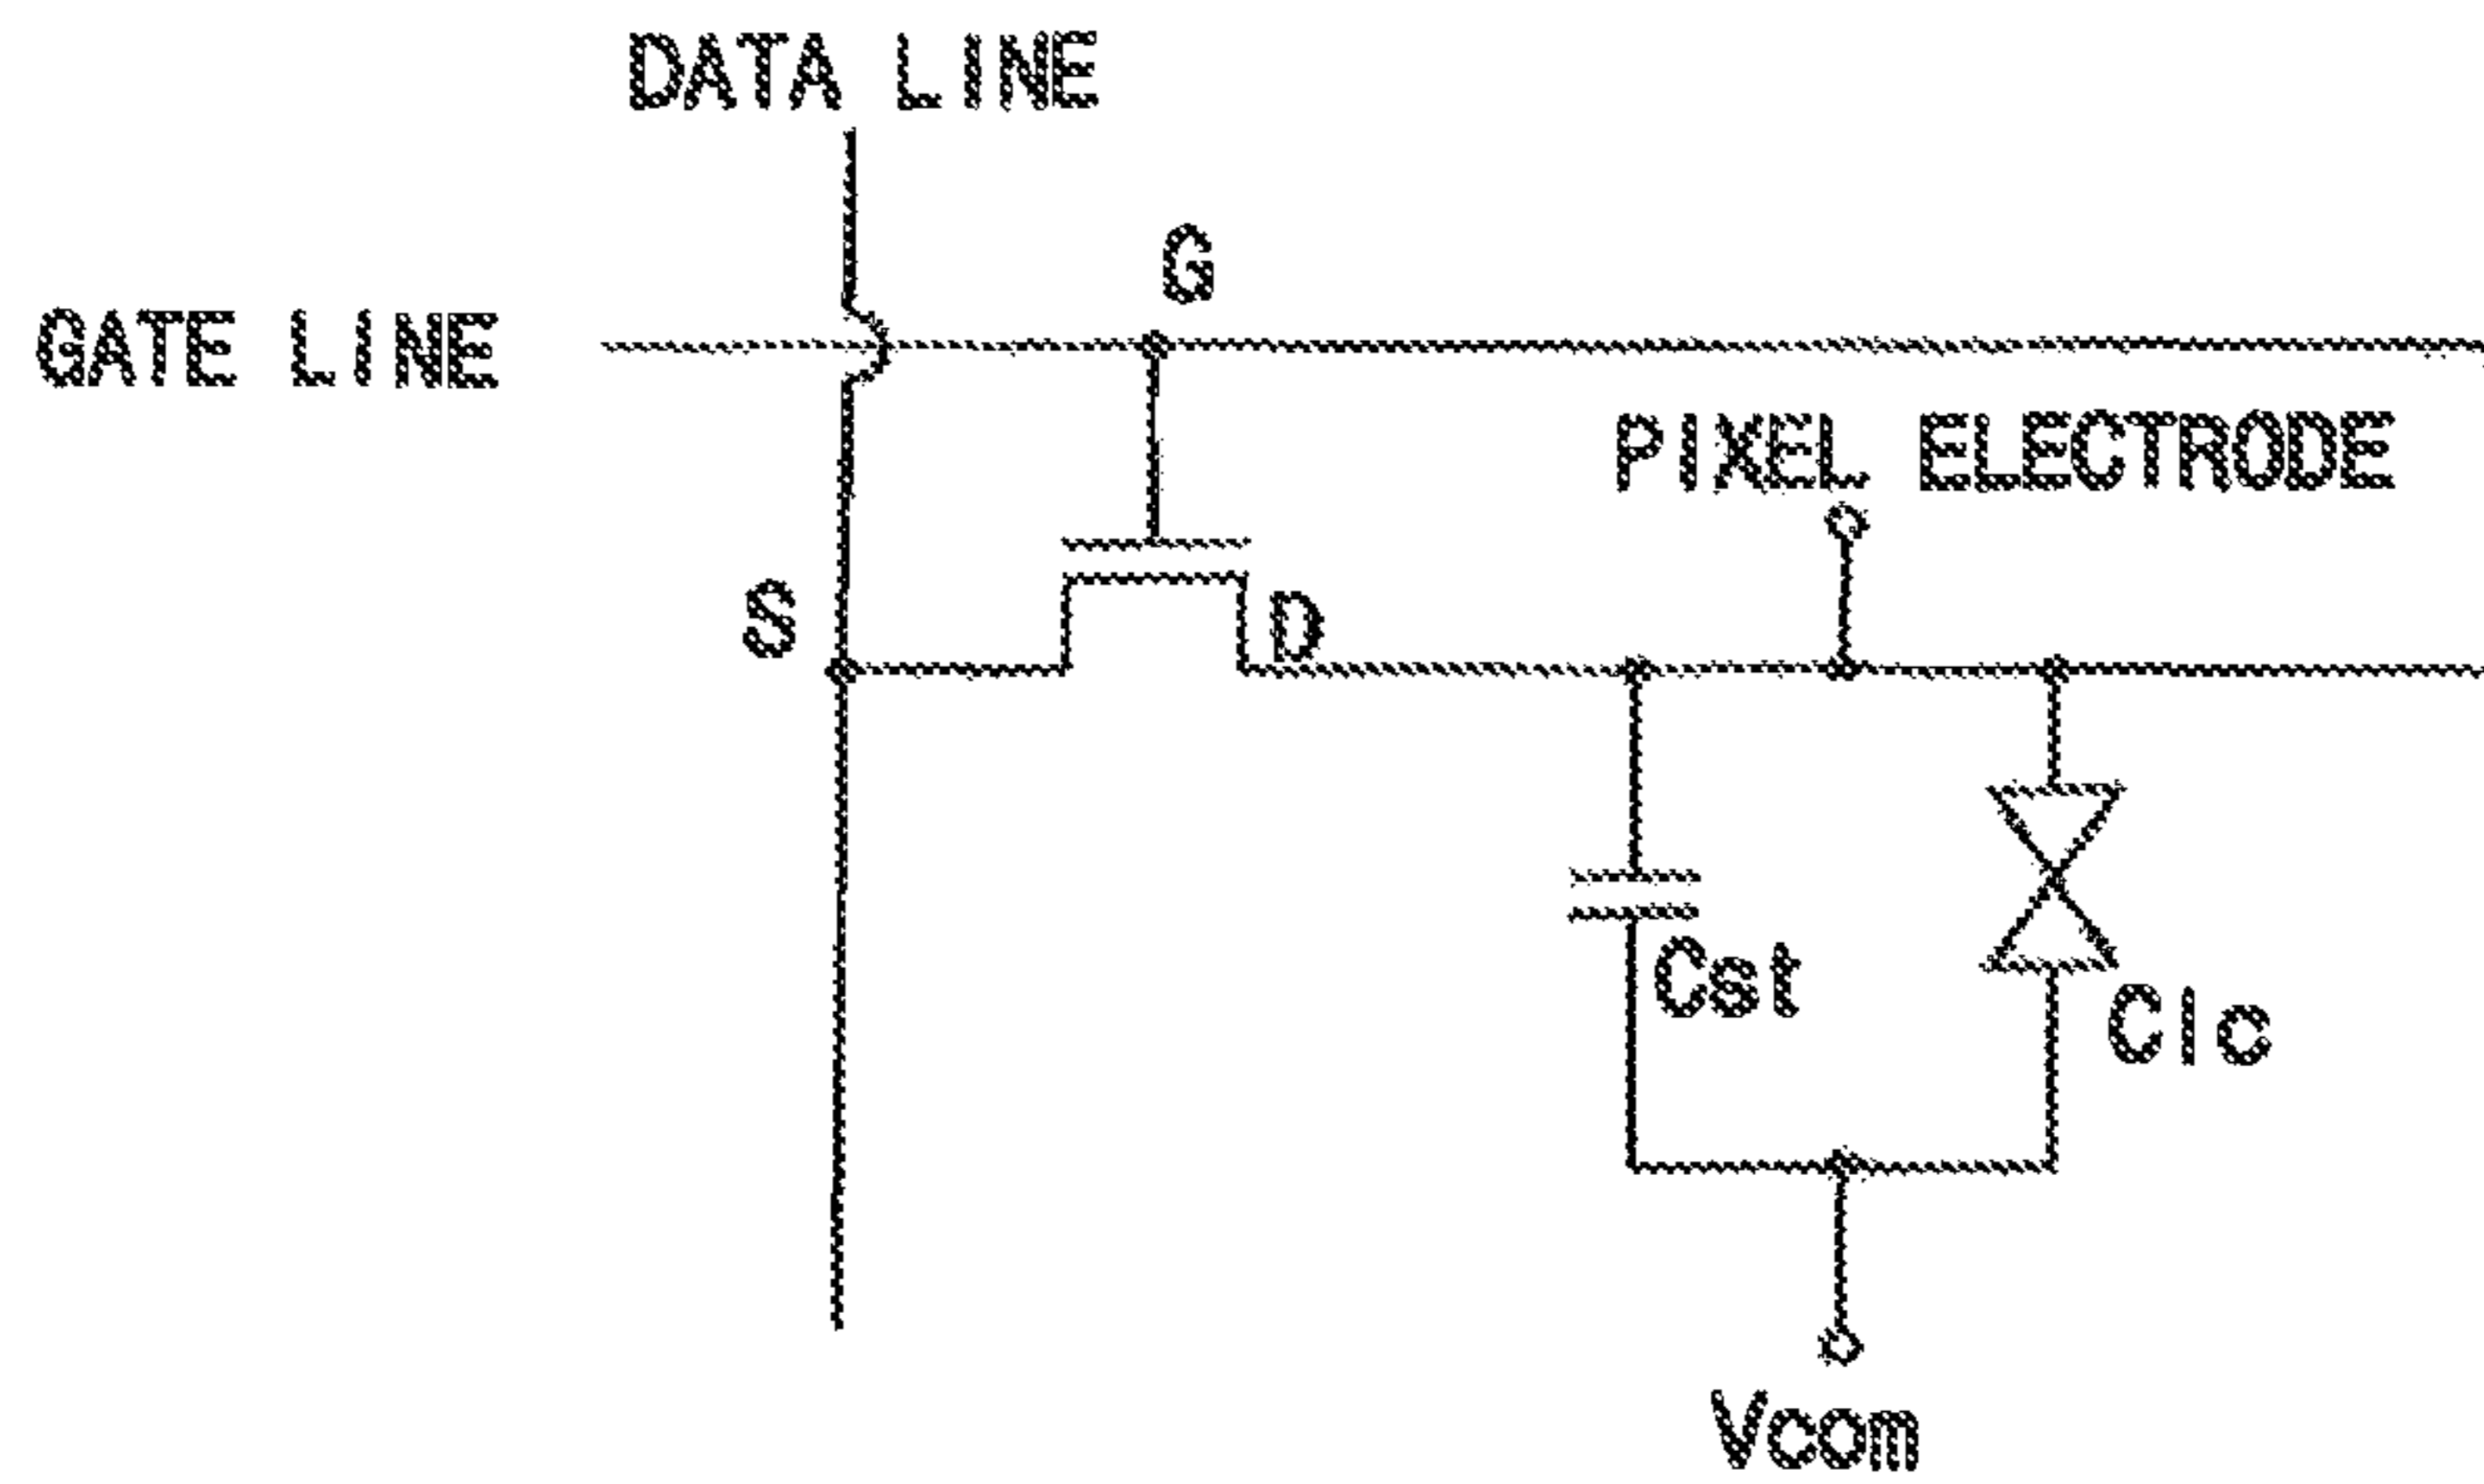 DATA LINE
G
GATE LINE
PIXEL ELECTRODE
S
D
Cst
Clc
Vcom